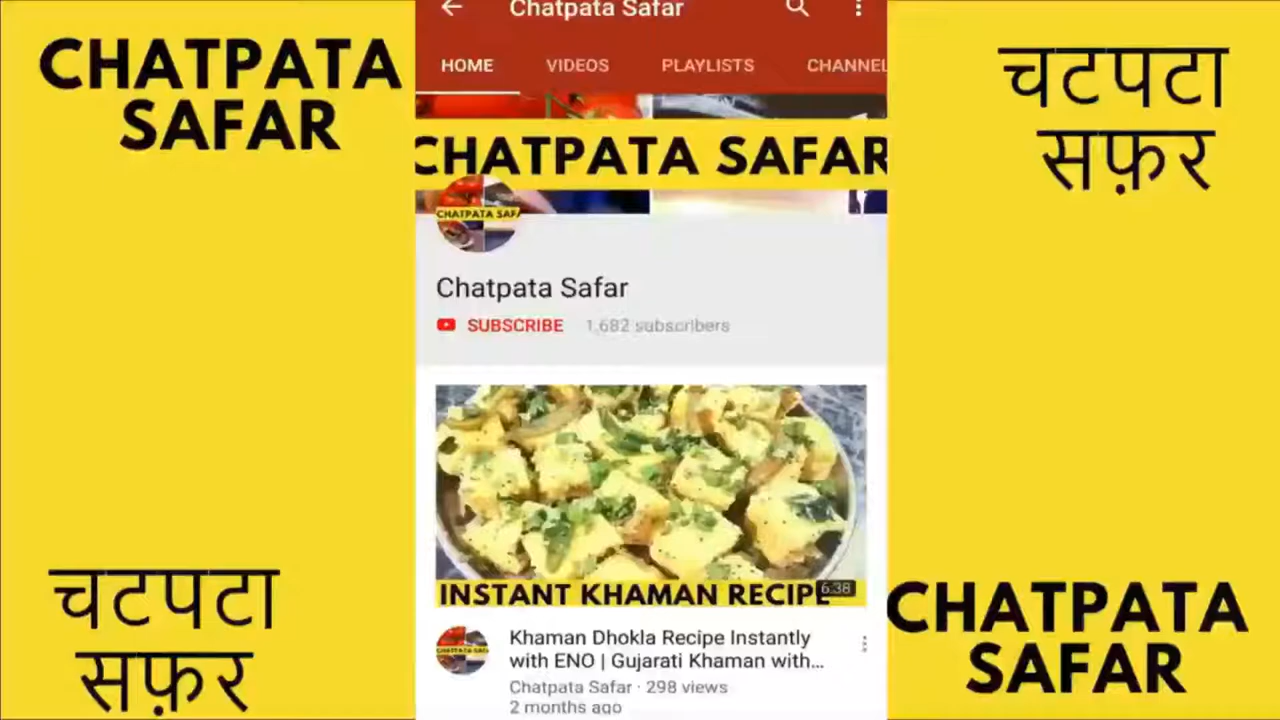 CHATPATA
SAFAR
चटपटा
सफ़र
Chatpata Safar
HOME VIDEOS PLAYLISTS CHANNEL
CHATPATA SAFAR
CHATPATA SAFA
Chatpata Safar
SUBSCRIBE 1,682 subscribers
INSTANT KHAMAN RECIPE
6:38
Khaman Dhokla Recipe Instantly
with ENO | Gujarati Khaman with...
Chatpata Safar · 298 views
2 months ago
चटपटा
सफ़र
CHATPATA
SAFAR